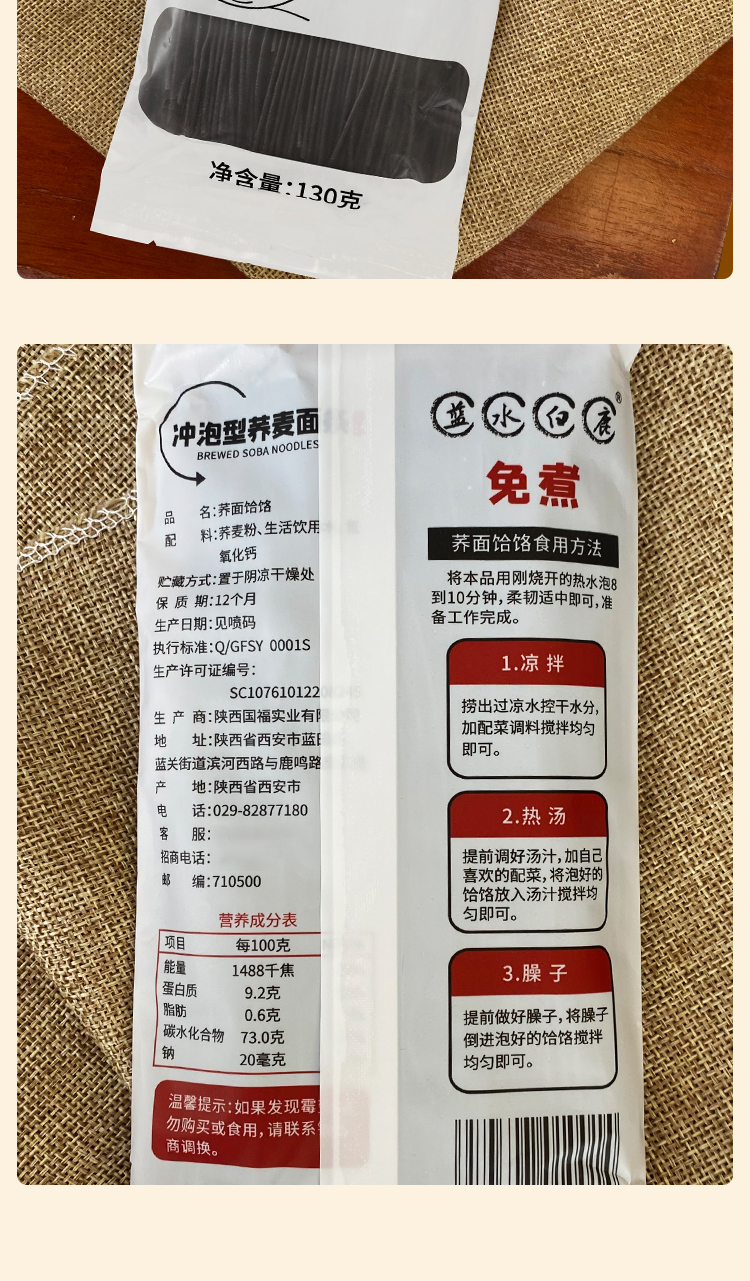 净含量:130克
冲泡型荞麦面
BREWED SOBA NOODLES
品 名:荞面饸饹
配 料:荞麦粉、生活饮用
氧化钙
贮藏方式:置于阴凉干燥处
保 质 期:12个月
生产日期:见喷码
执行标准:Q/GFSY 0001S
生产许可证编号:
SC107610122
生 产 商:陕西国福实业有
地 址:陕西省西安市蓝
蓝关街道滨河西路与鹿鸣路
产 地:陕西省西安市
电 话:029-82877180
客 服:
招商电话:
邮 编:710500
营养成分表
项目 每100克
能量 1488千焦
蛋白质 9.2克
脂肪 0.6克
碳水化合物 73.0克
钠 20毫克
温馨提示:如果发现霉
勿购买或食用,请联系
商调换。
蓝水白鹿®
免煮
荞面饸饹食用方法
将本品用刚烧开的热水泡8
到10分钟,柔韧适中即可,准
备工作完成。
1.凉 拌
捞出过凉水控干水分,
加配菜调料搅拌均匀
即可。
2.热 汤
提前调好汤汁,加自己
喜欢的配菜,将泡好的
饸饹放入汤汁搅拌均
匀即可。
3.臊 子
提前做好臊子,将臊子
倒进泡好的饸饹搅拌
均匀即可。